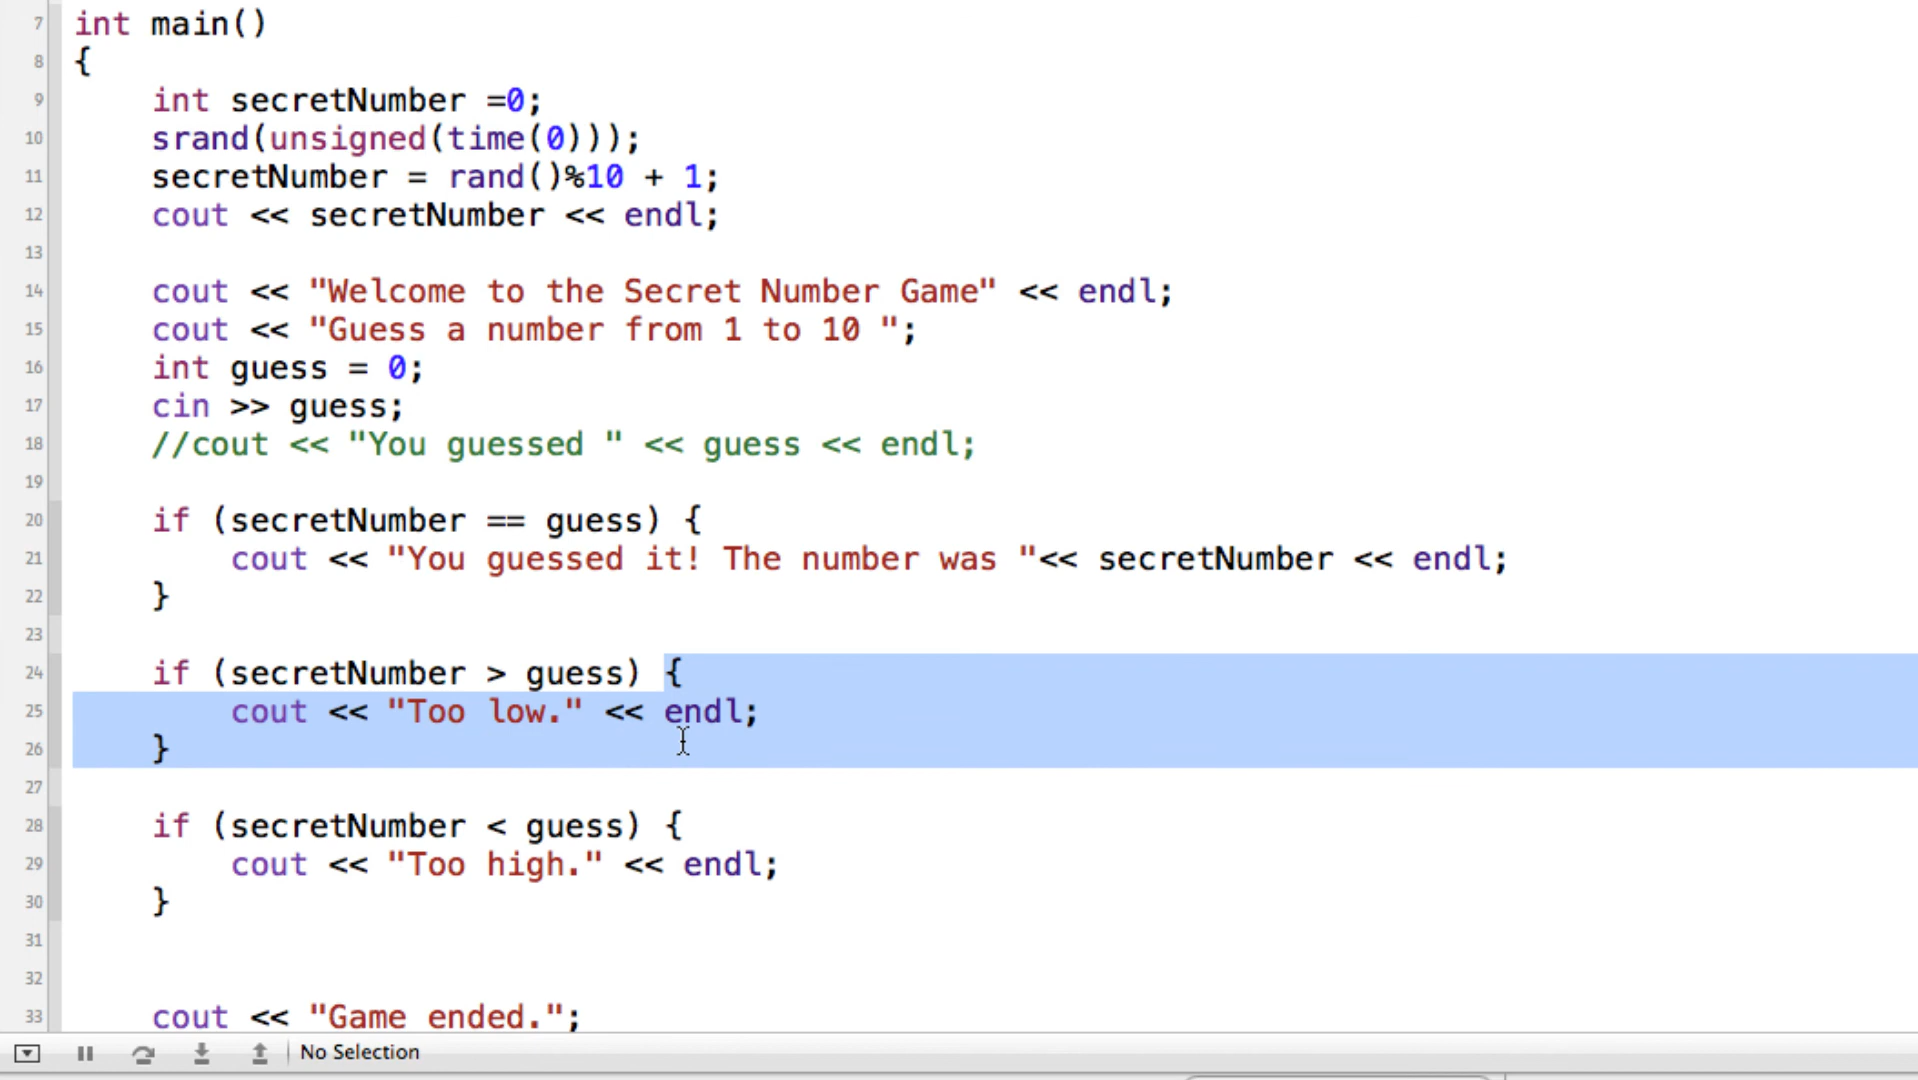 7 int main()
8 {
9 int secretNumber =0;
10 srand(unsigned(time(0)));
11 secretNumber = rand()%10 + 1;
12 cout << secretNumber << endl;
13
14 cout << "Welcome to the Secret Number Game" << endl;
15 cout << "Guess a number from 1 to 10 ";
16 int guess = 0;
17 cin >> guess;
18 //cout << "You guessed " << guess << endl;
19
20 if (secretNumber == guess) {
21 cout << "You guessed it! The number was "<< secretNumber << endl;
22 }
23
24 if (secretNumber > guess) {
25 cout << "Too low." << endl;
26 }
27
28 if (secretNumber < guess) {
29 cout << "Too high." << endl;
30 }
31
32
33 cout << "Game ended.";
No Selection